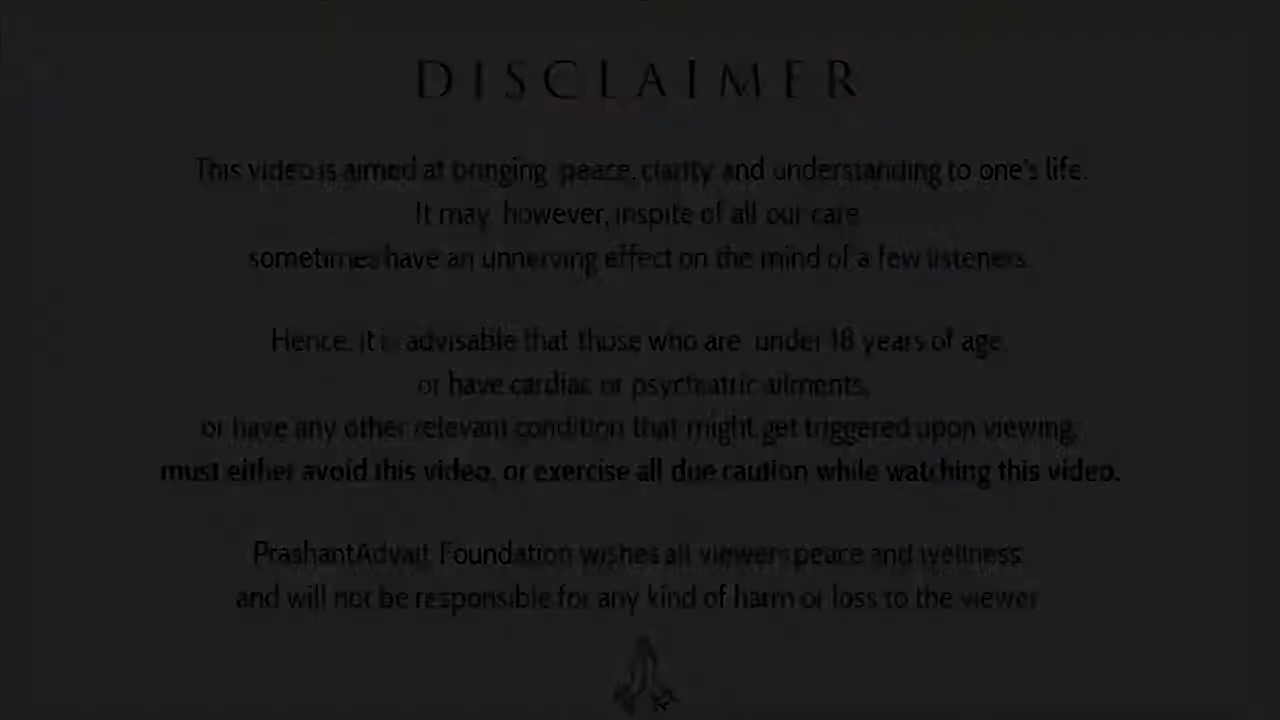 DISCLAIMER
This video is aimed at bringing peace, clarity and understanding to one's life.
It may, however, inspite of all our care
sometimes have an unnerving effect on the mind of a few listeners.
Hence, it is advisable that those who are under 18 years of age,
or have cardiac or psychiatric ailments,
or have any other relevant condition that might get triggered upon viewing,
must either avoid this video, or exercise all due caution while watching this video.
PrashantAdvait Foundation wishes all viewers peace and wellness
and will not be responsible for any kind of harm or loss to the viewer